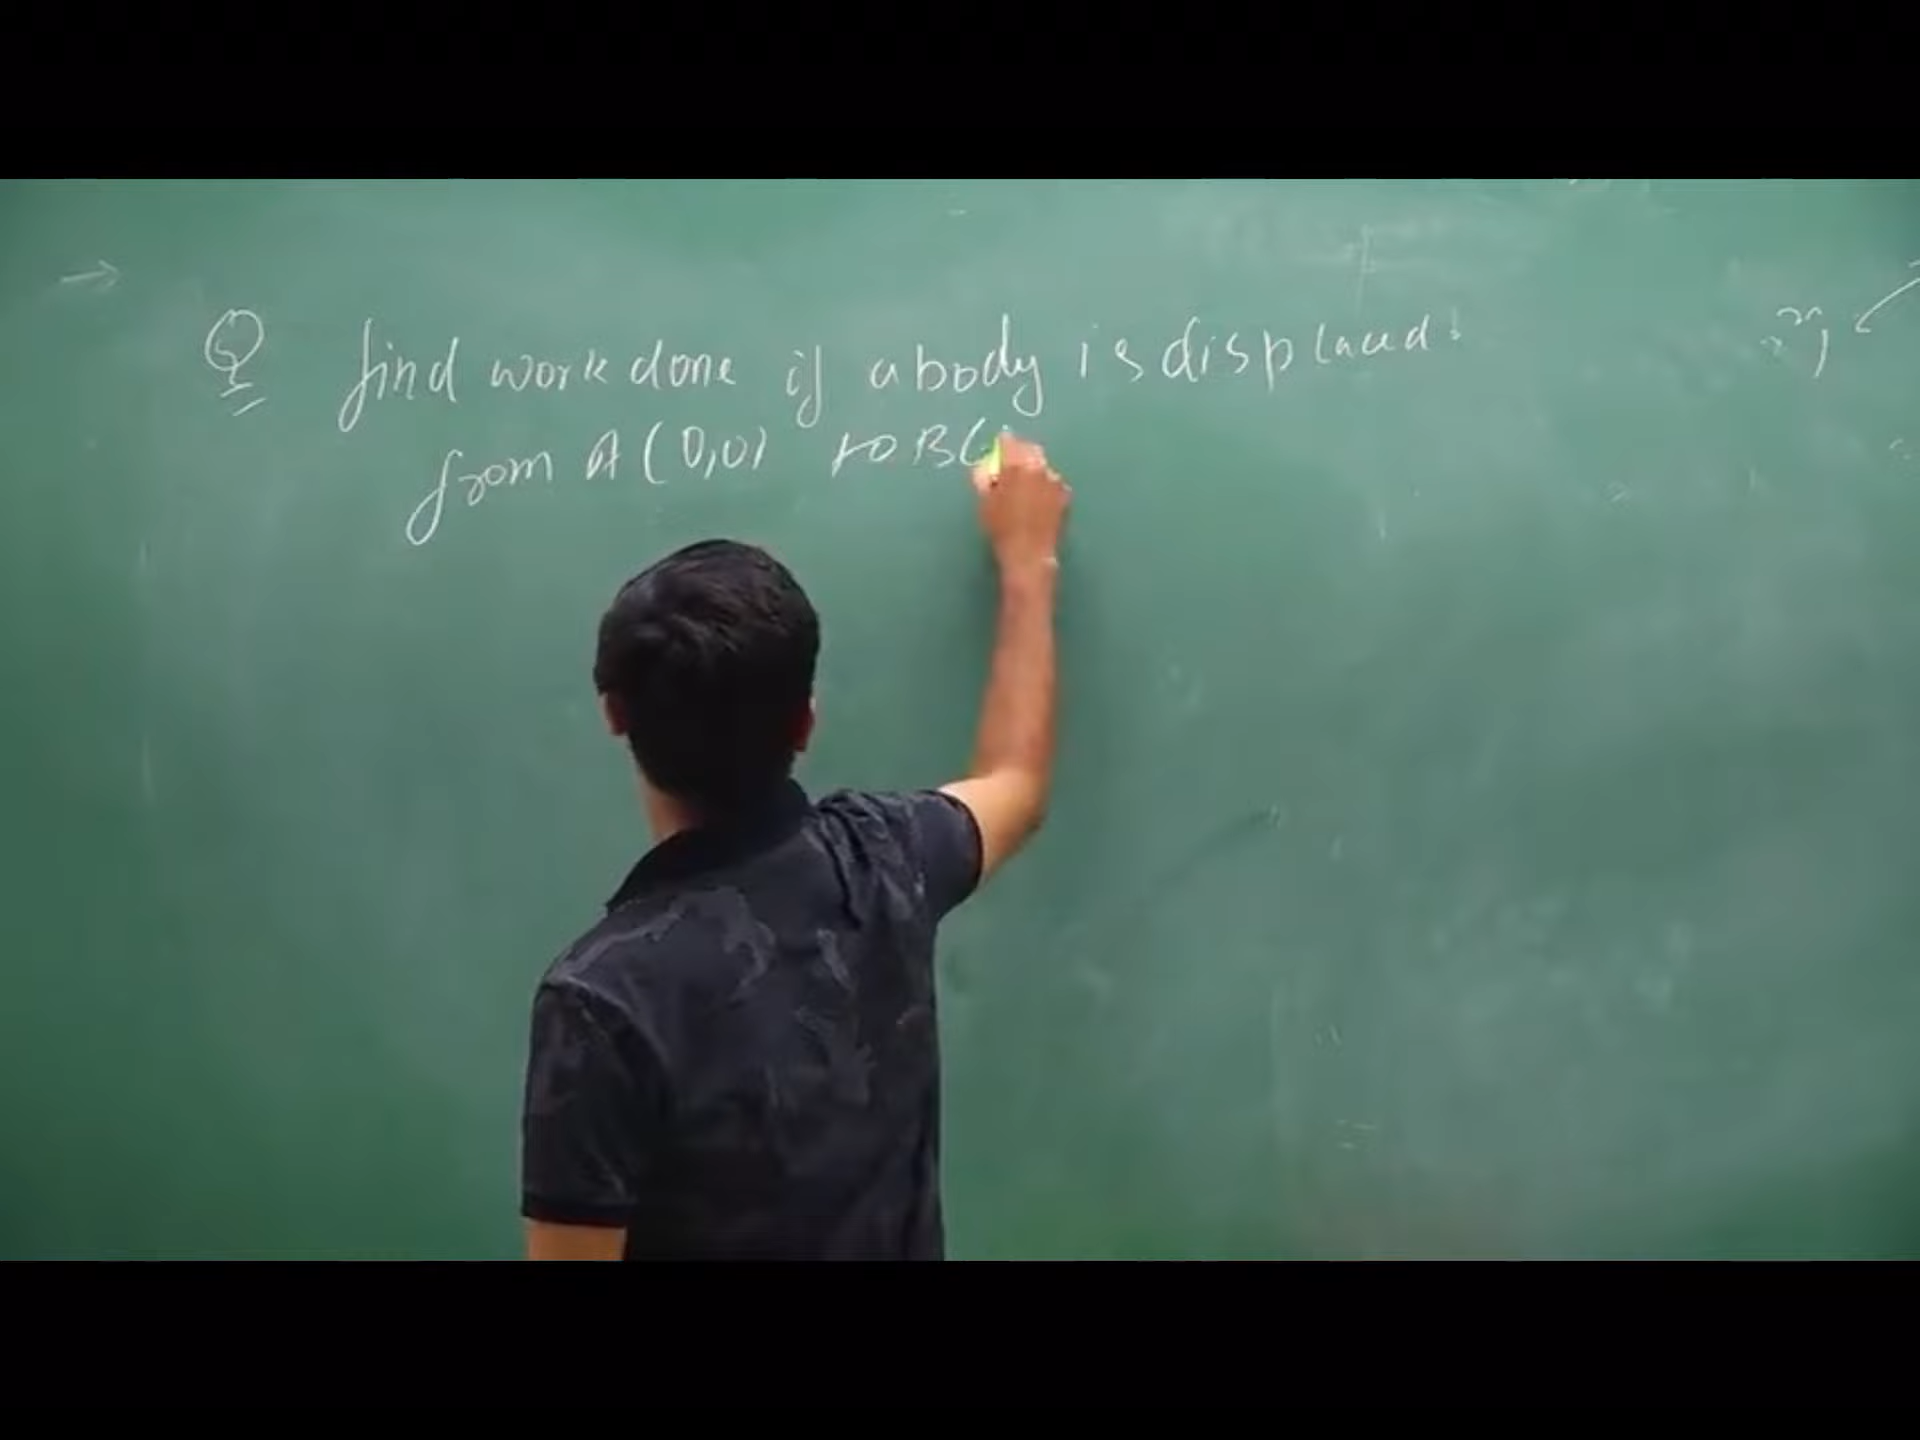 Q find work done if a body is displaced
from A (0,0) to B(